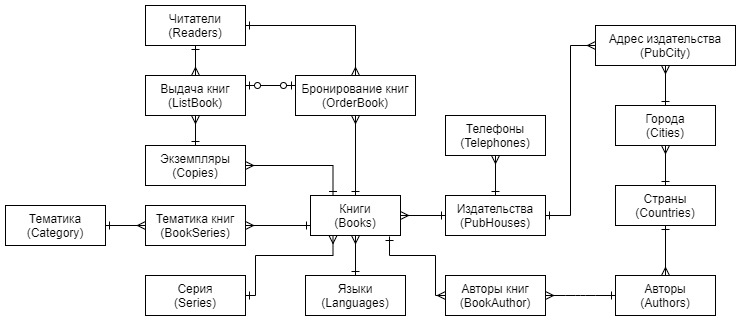 Читатели
(Readers)
Адрес издательства
(PubCity)
Выдача книг
(ListBook)
Бронирование книг
(OrderBook)
Телефоны
(Telephones)
Города
(Cities)
Экземпляры
(Copies)
Тематика
(Category)
Тематика книг
(BookSeries)
Книги
(Books)
Издательства
(PubHouses)
Страны
(Countries)
Серия
(Series)
Языки
(Languages)
Авторы книг
(BookAuthor)
Авторы
(Authors)